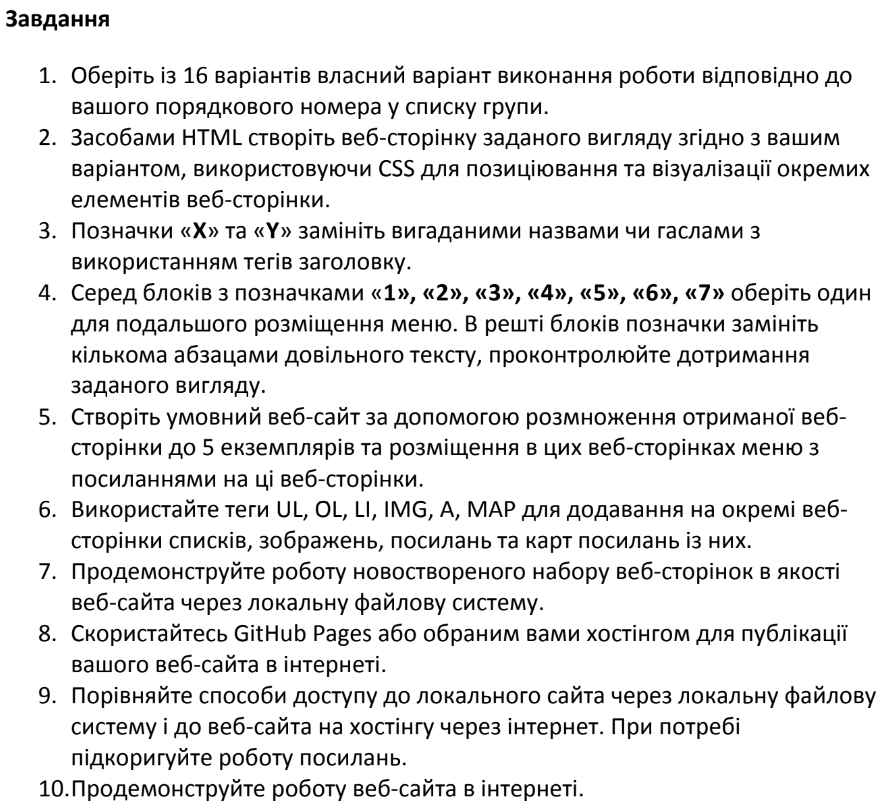 Завдання
1. Оберіть із 16 варіантів власний варіант виконання роботи відповідно до
вашого порядкового номера у списку групи.
2. Засобами HTML створіть веб-сторінку заданого вигляду згідно з вашим
варіантом, використовуючи CSS для позиціювання та візуалізації окремих
елементів веб-сторінки.
3. Позначки «X» та «Y» замініть вигаданими назвами чи гаслами з
використанням тегів заголовку.
4. Серед блоків з позначками «1», «2», «3», «4», «5», «6», «7» оберіть один
для подальшого розміщення меню. В решті блоків позначки замініть
кількома абзацами довільного тексту, проконтролюйте дотримання
заданого вигляду.
5. Створіть умовний веб-сайт за допомогою розмноження отриманої веб-
сторінки до 5 екземплярів та розміщення в цих веб-сторінках меню з
посиланнями на ці веб-сторінки.
6. Використайте теги UL, OL, LI, IMG, A, MAP для додавання на окремі веб-
сторінки списків, зображень, посилань та карт посилань із них.
7. Продемонструйте роботу новоствореного набору веб-сторінок в якості
веб-сайта через локальну файлову систему.
8. Скористайтесь GitHub Pages або обраним вами хостінгом для публікації
вашого веб-сайта в інтернеті.
9. Порівняйте способи доступу до локального сайта через локальну файлову
систему і до веб-сайта на хостінгу через інтернет. При потребі
підкоригуйте роботу посилань.
10.Продемонструйте роботу веб-сайта в інтернеті.